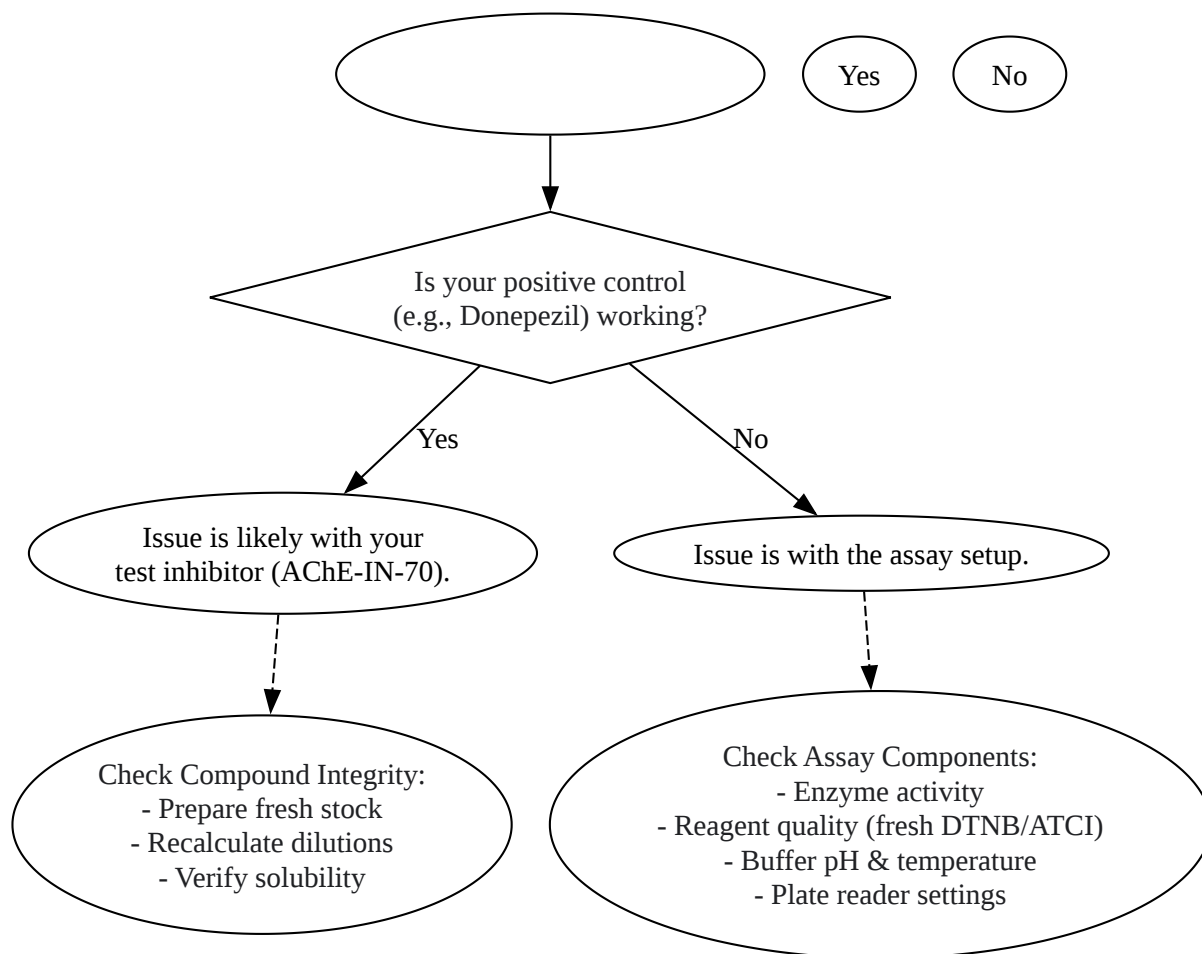 Yes
No
Is your positive control
(e.g., Donepezil) working?
Yes
No
Issue is likely with your
test inhibitor (AChE-IN-70).
Issue is with the assay setup.
Check Compound Integrity:
- Prepare fresh stock
- Recalculate dilutions
- Verify solubility
Check Assay Components:
- Enzyme activity
- Reagent quality (fresh DTNB/ATCI)
- Buffer pH & temperature
- Plate reader settings